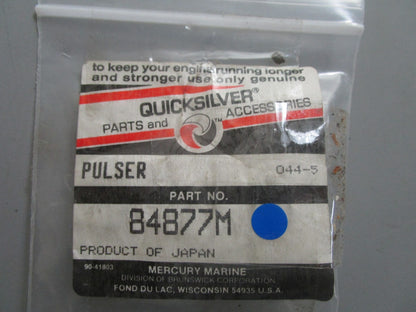 to keep your engine running longer
and stronger use only genuine
QUICKSILVER®
PARTS and ACCESSORIES
TM
PULSER 044-5
PART NO.
84877M
PRODUCT OF JAPAN
90-41803
MERCURY MARINE
DIVISION OF BRUNSWICK CORPORATION
FOND DU LAC, WISCONSIN 54935 U.S.A.